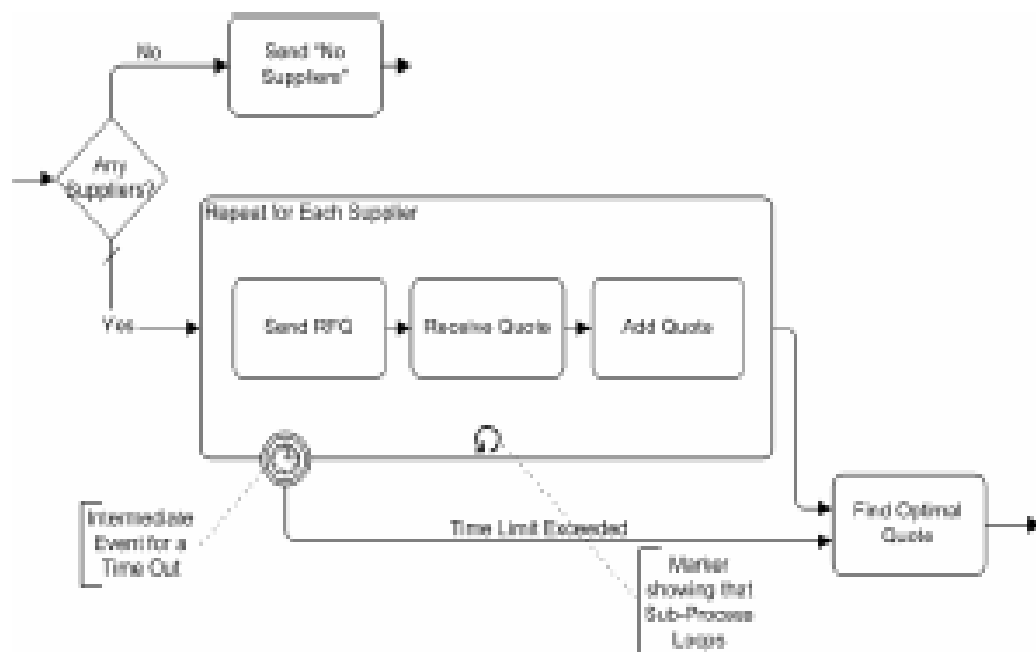 No
Send "No
Suppliers"
Any
Suppliers?
Repeat for Each Supplier
Send RFQ
Receive Quote
Add Quote
Yes
Intermediate
Event for a
Time Out
Time Limit Exceeded
Find Optimal
Quote
Marker
showing that
Sub-Process
Loops